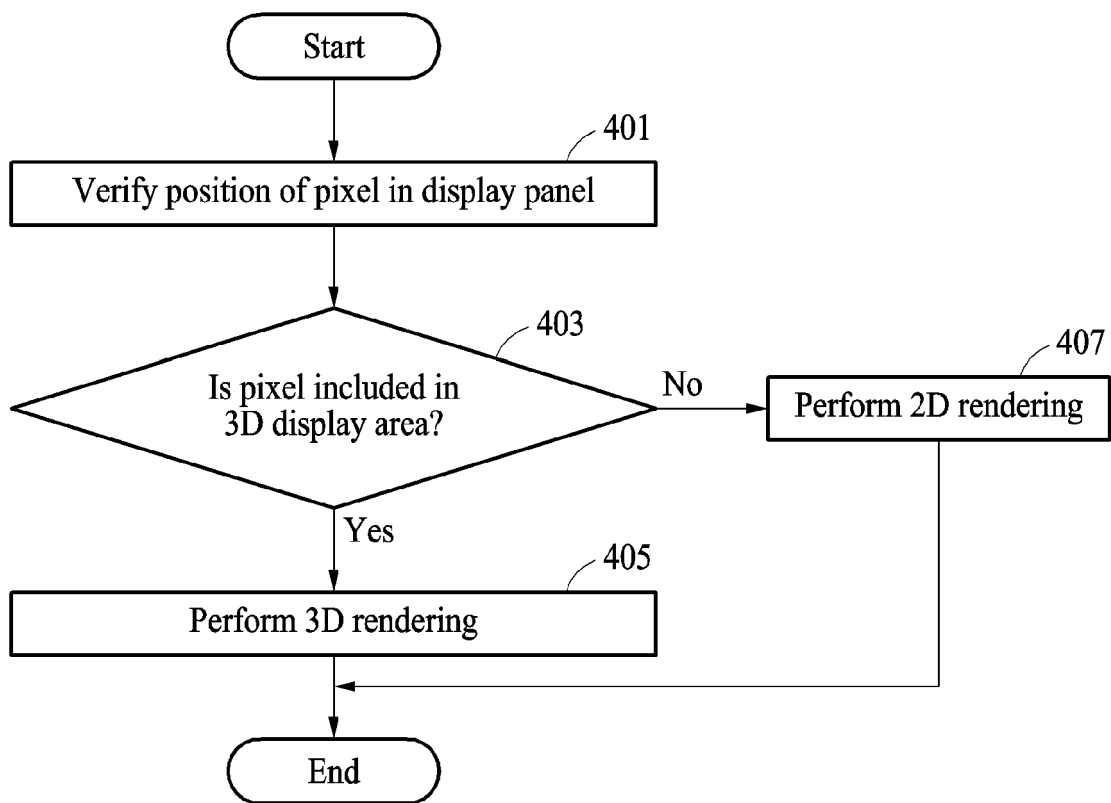 Start
401
Verify position of pixel in display panel
403
Is pixel included in
3D display area?
No
407
Perform 2D rendering
Yes
405
Perform 3D rendering
End